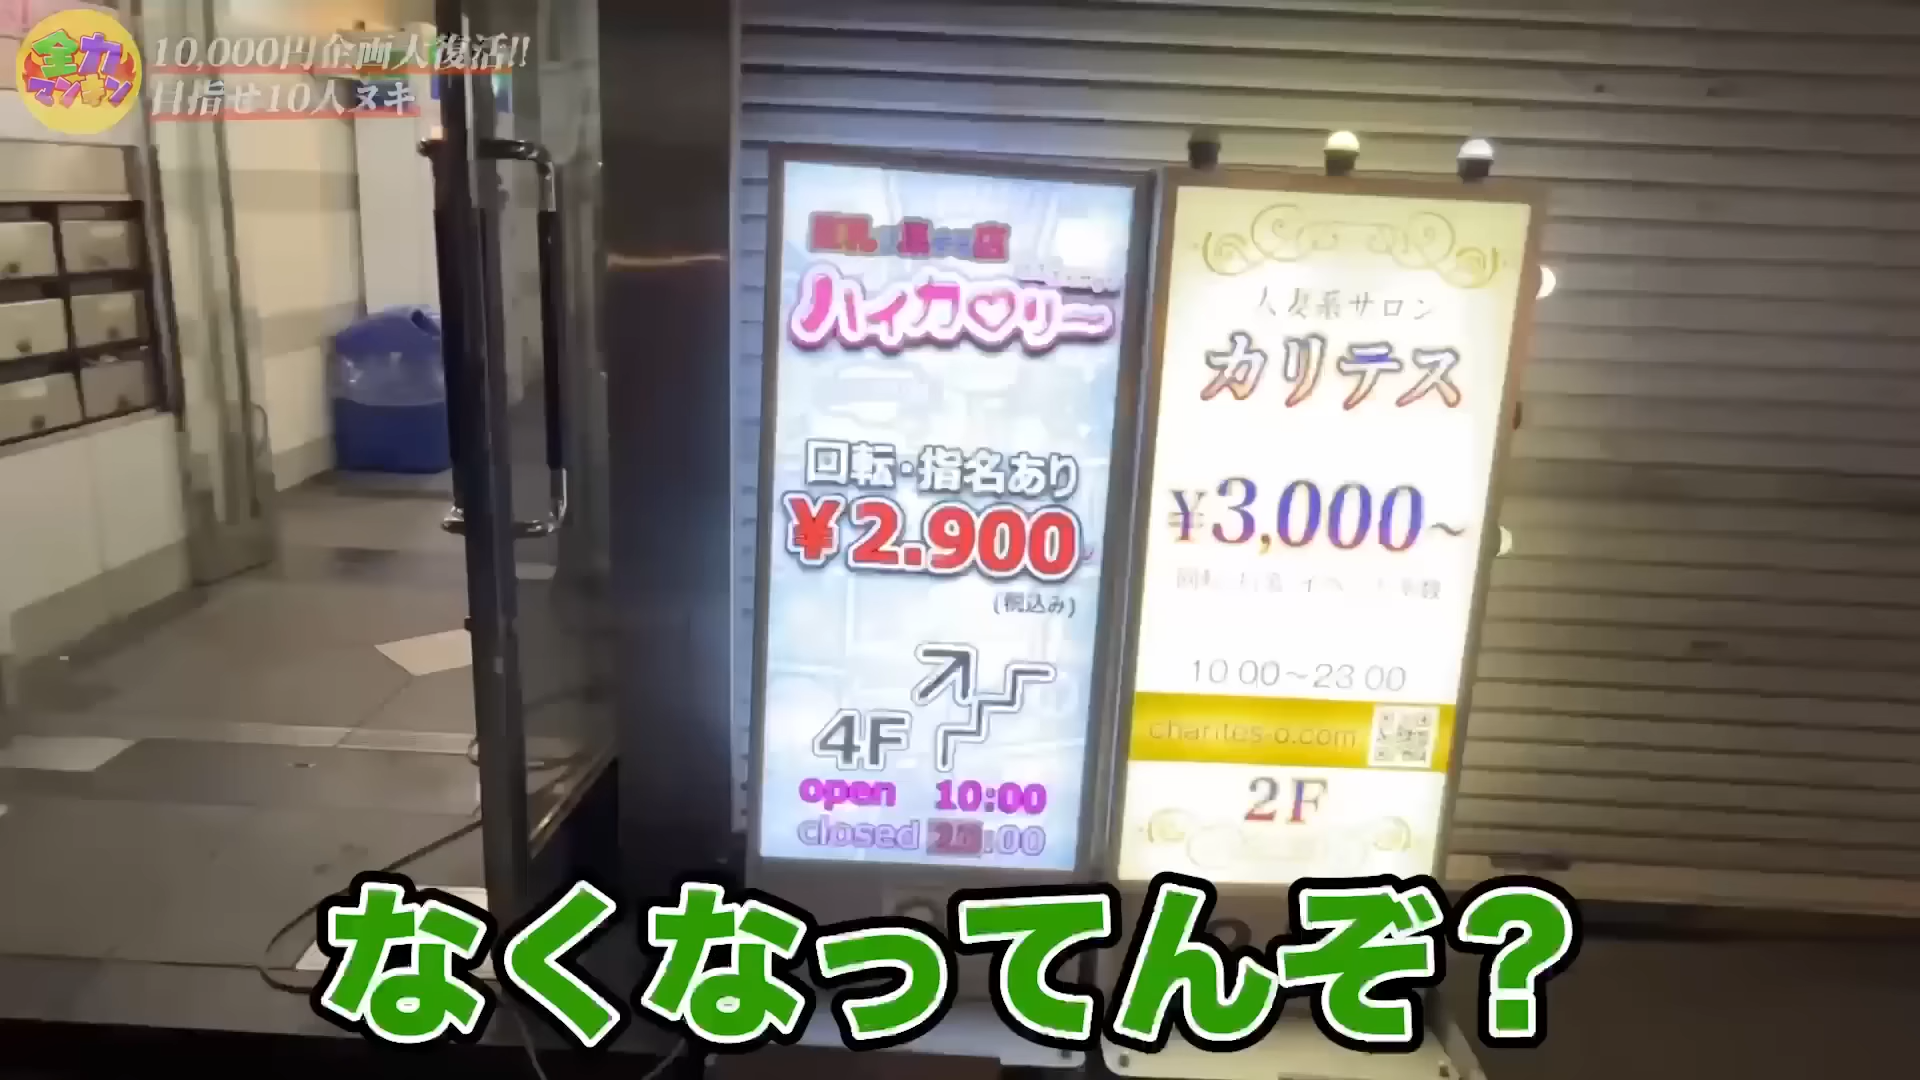 全力
マンキン
10,000円企画大復活!!
目指せ10人ヌキ
ハイカ♡リー
回転・指名あり
¥2.900
(税込み)
4F
open 10:00
closed :00
人妻系サロン
カリテス
¥3,000~
10:00~23:00
charites-o.com
2F
なくなってんぞ?